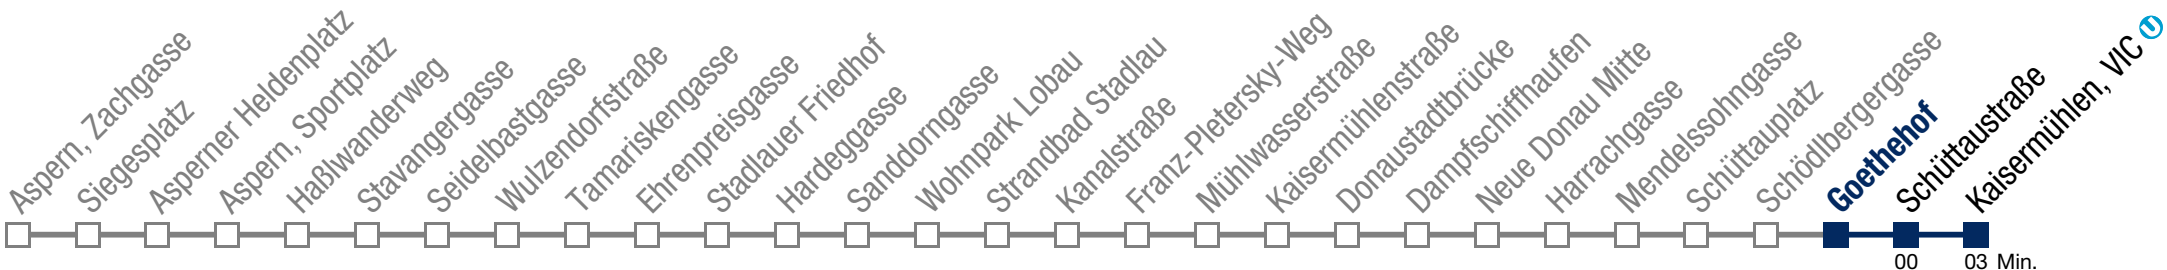 Aspern, Zachgasse
Siegesplatz
Asperner Heldenplatz
Aspern, Sportplatz
Haßlwanderweg
Stavangergasse
Seidelbastgasse
Wulzendorfstraße
Tamariskengasse
Ehrenpreisgasse
Stadlauer Friedhof
Hardeggasse
Sanddorngasse
Wohnpark Lobau
Strandbad Stadlau
Kanalstraße
Franz-Pletersky-Weg
Mühlwasserstraße
Kaisermühlenstraße
Donaustadtbrücke
Dampfschiffhaufen
Neue Donau Mitte
Harrachgasse
Mendelssohngasse
Schüttauplatz
Schödlbergergasse
Goethehof
Schüttaustraße
Kaisermühlen, VIC U
00 03 Min.